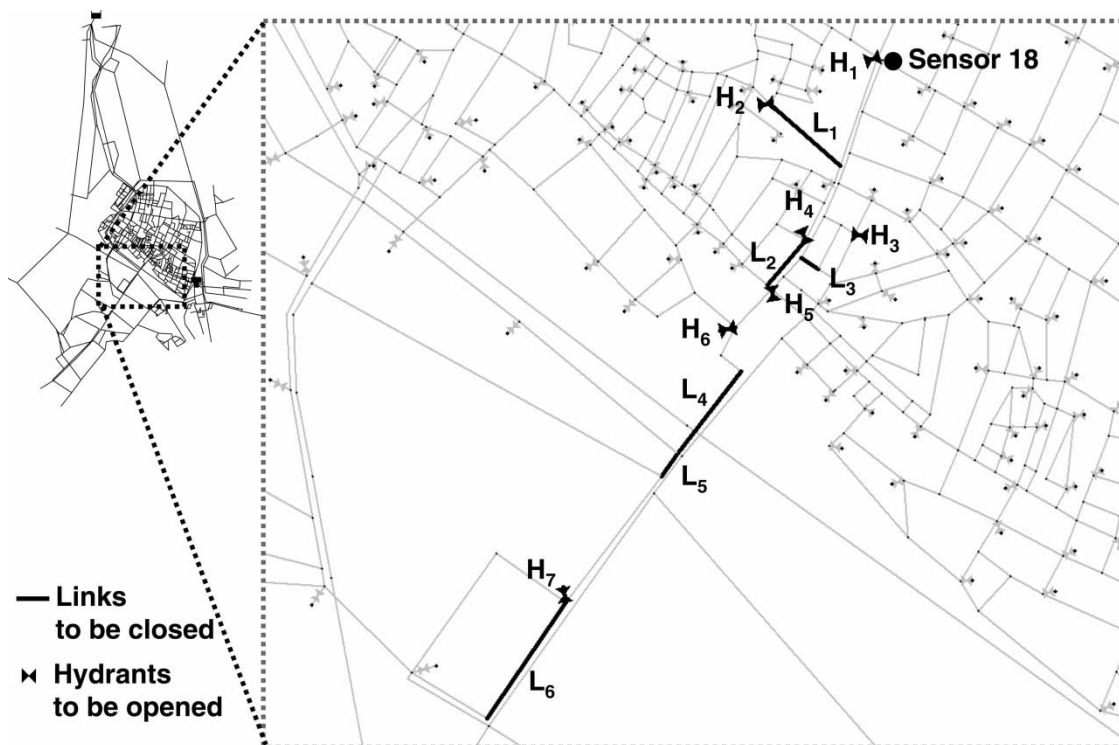 H1 Sensor 18
H2
L1
H4
H3
L2
L3
H5
H6
L4
L5
H7
L6
Links
to be closed
Hydrants
to be opened